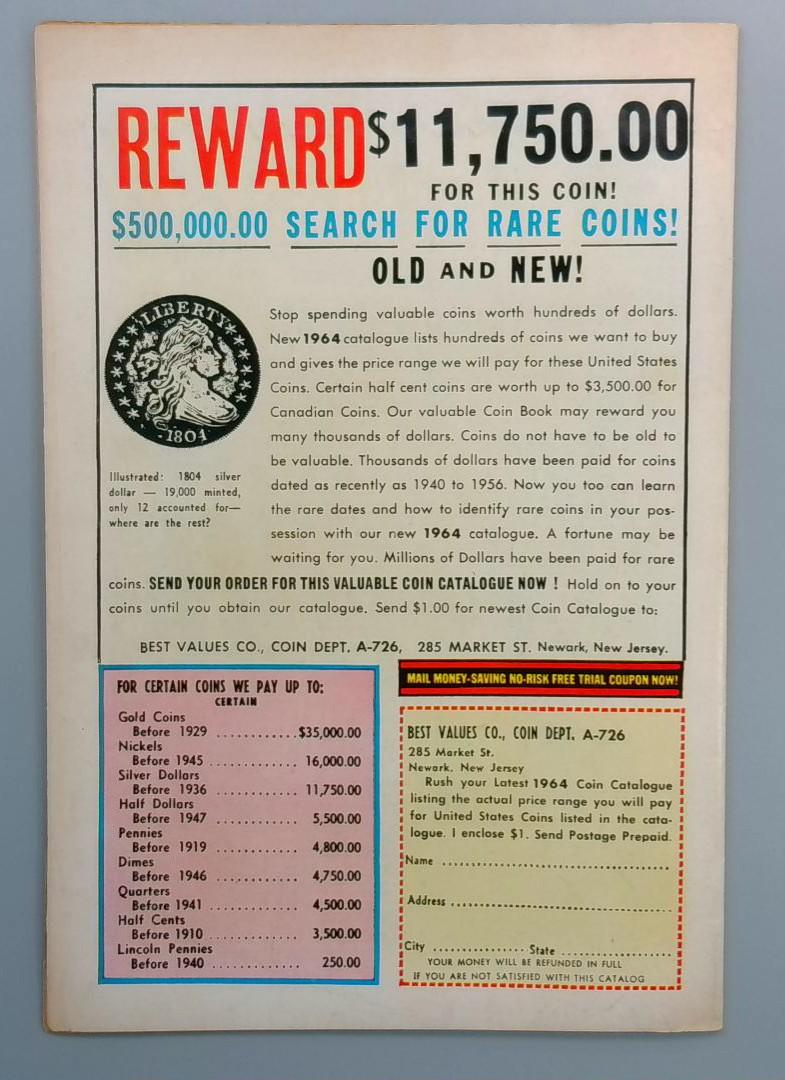 REWARD $11,750.00
FOR THIS COIN!
$500,000.00 SEARCH FOR RARE COINS!
OLD AND NEW!
LIBERTY
1804
Illustrated: 1804 silver
dollar — 19,000 minted,
only 12 accounted for—
where are the rest?
Stop spending valuable coins worth hundreds of dollars.
New 1964 catalogue lists hundreds of coins we want to buy
and gives the price range we will pay for these United States
Coins. Certain half cent coins are worth up to $3,500.00 for
Canadian Coins. Our valuable Coin Book may reward you
many thousands of dollars. Coins do not have to be old to
be valuable. Thousands of dollars have been paid for coins
dated as recently as 1940 to 1956. Now you too can learn
the rare dates and how to identify rare coins in your pos-
session with our new 1964 catalogue. A fortune may be
waiting for you. Millions of Dollars have been paid for rare
coins. SEND YOUR ORDER FOR THIS VALUABLE COIN CATALOGUE NOW ! Hold on to your
coins until you obtain our catalogue. Send $1.00 for newest Coin Catalogue to:
BEST VALUES CO., COIN DEPT. A-726, 285 MARKET ST. Newark, New Jersey.
FOR CERTAIN COINS WE PAY UP TO:
CERTAIN
Gold Coins
Before 1929 ............$35,000.00
Nickels
Before 1945 ............ 16,000.00
Silver Dollars
Before 1936 ............ 11,750.00
Half Dollars
Before 1947 ............ 5,500.00
Pennies
Before 1919 ............ 4,800.00
Dimes
Before 1946 ............ 4,750.00
Quarters
Before 1941 ............ 4,500.00
Half Cents
Before 1910 ............ 3,500.00
Lincoln Pennies
Before 1940 ............. 250.00
MAIL MONEY-SAVING NO-RISK FREE TRIAL COUPON NOW!
BEST VALUES CO., COIN DEPT. A-726
285 Market St.
Newark, New Jersey
Rush your Latest 1964 Coin Catalogue
listing the actual price range you will pay
for United States Coins listed in the cata-
logue. I enclose $1. Send Postage Prepaid.
Name ........................................
Address ......................................
City ................ State ...................
YOUR MONEY WILL BE REFUNDED IN FULL
IF YOU ARE NOT SATISFIED WITH THIS CATALOG